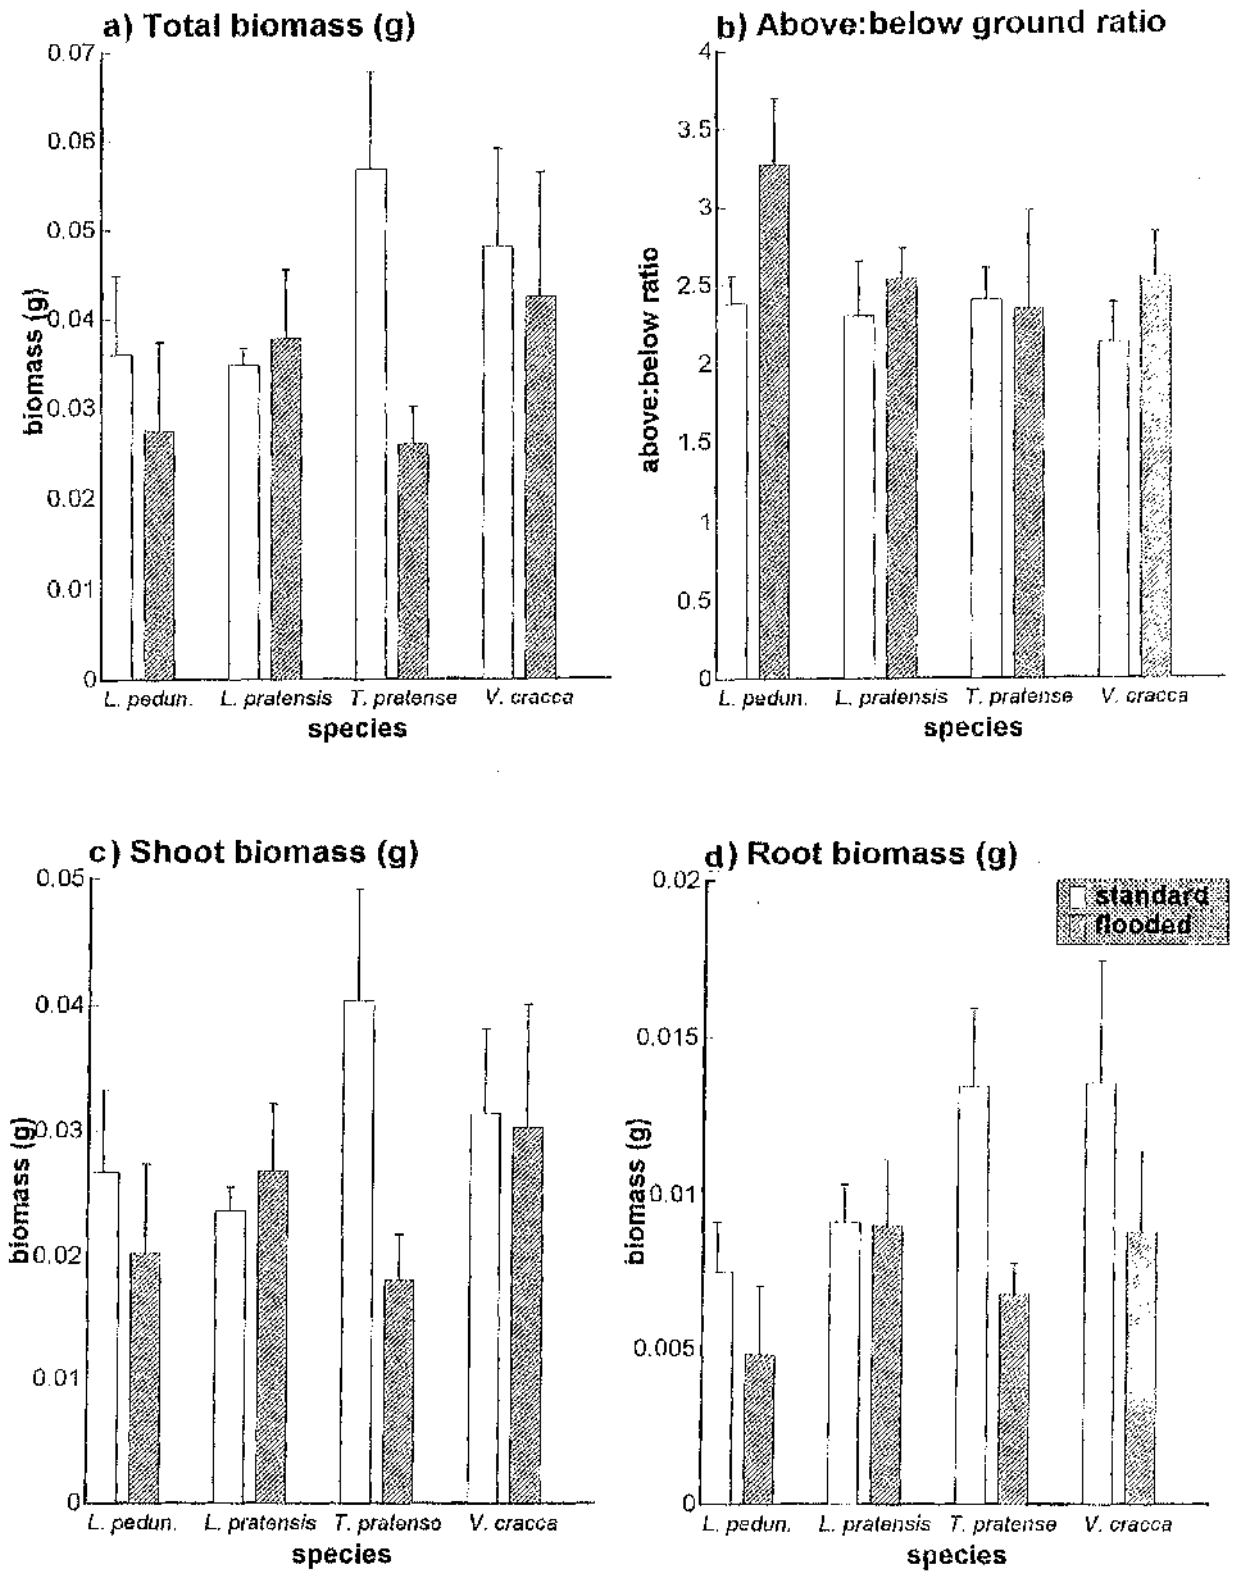 a) Total biomass (g)
0.07
0.06
0.05
0.04
0.03
0.02
0.01
0
biomass (g)
L. pedun. L. pratensis T. pratense V. cracca
species
b) Above:below ground ratio
4
3.5
3
2.5
2
1.5
1
0.5
0
above:below ratio
L. pedun. L. pratensis T. pratense V. cracca
species
c) Shoot biomass (g)
0.05
0.04
0.03
0.02
0.01
0
biomass (g)
L. pedun. L. pratensis T. pratense V. cracca
species
d) Root biomass (g)
standard
flooded
0.02
0.015
0.01
0.005
0
biomass (g)
L. pedun. L. pratensis T. pratense V. cracca
species